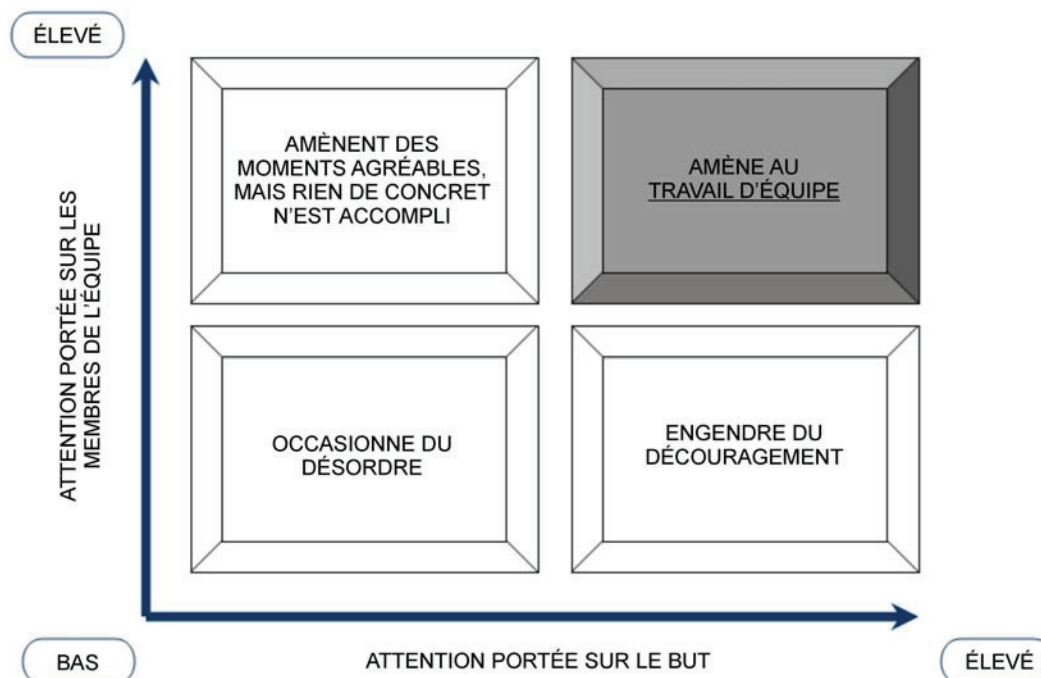 ÉLEVÉ
AMÈNENT DES
MOMENTS AGRÉABLES,
MAIS RIEN DE CONCRET
N'EST ACCOMPLI
AMÈNE AU
TRAVAIL D'ÉQUIPE
ATTENTION PORTÉE SUR LES
MEMBRES DE L'ÉQUIPE
OCCASIONNE DU
DÉSORDRE
ENGENDRE DU
DÉCOURAGEMENT
BAS
ATTENTION PORTÉE SUR LE BUT
ÉLEVÉ